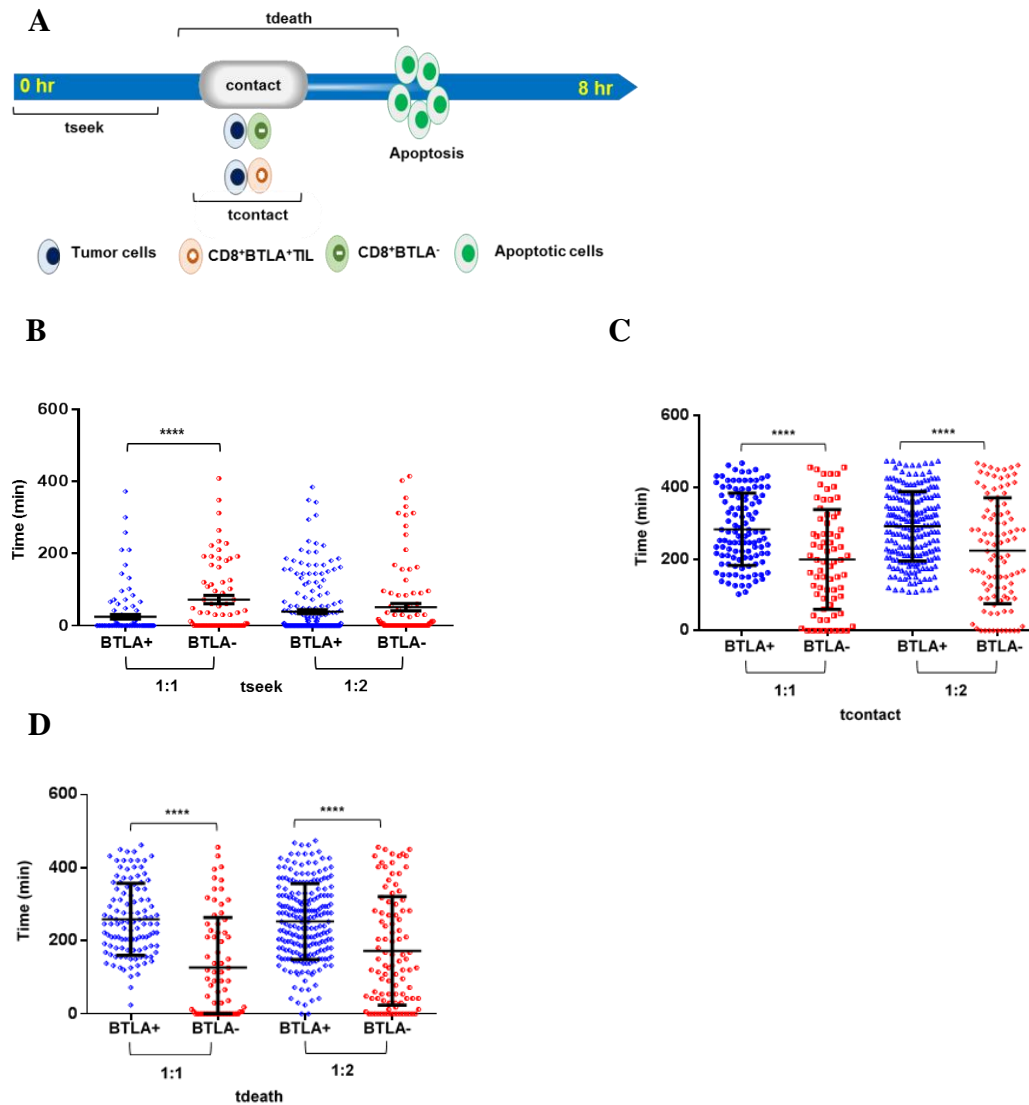 A
tdeath
0 hr
contact
8 hr
tseek
Apoptosis
tcontact
Tumor cells
CD8⁺BTLA⁺TIL
CD8⁺BTLA⁻
Apoptotic cells
B
Time (min)
600
400
200
0
****
BTLA+
BTLA-
BTLA+
BTLA-
1:1
tseek
1:2
C
Time (min)
600
400
200
0
****
****
BTLA+
BTLA-
BTLA+
BTLA-
1:1
1:2
tcontact
D
Time (min)
600
400
200
0
****
****
BTLA+
BTLA-
BTLA+
BTLA-
1:1
1:2
tdeath